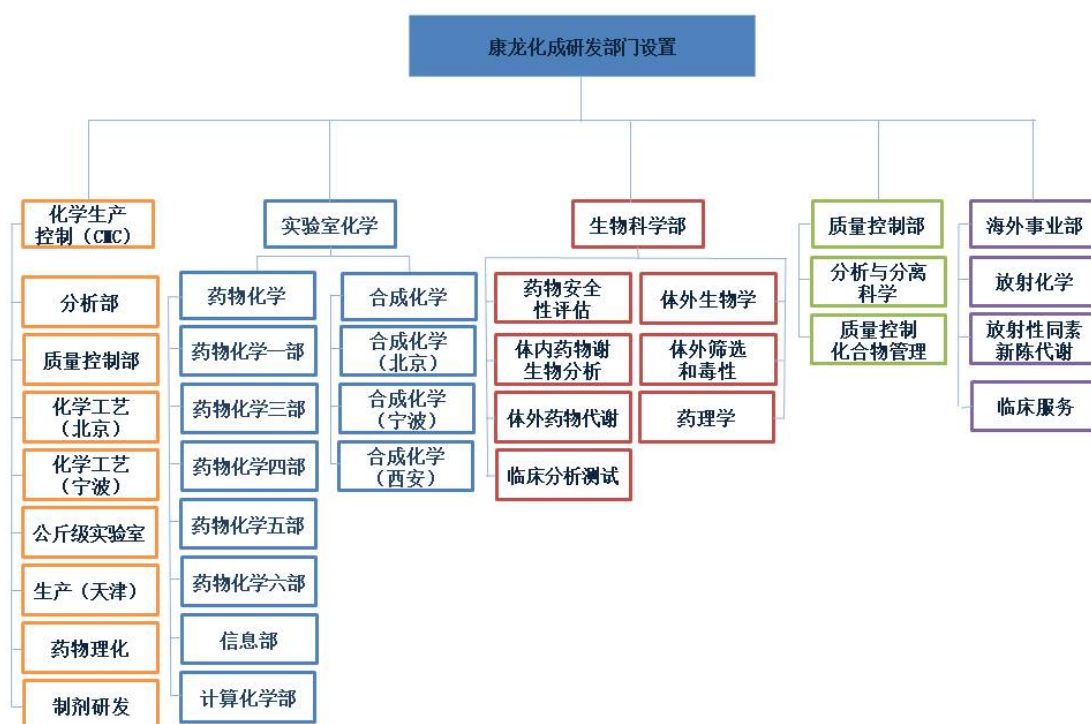 康龙化成研发部门设置
化学生产
控制（CMC）
实验室化学
生物科学部
质量控制部
海外事业部
分析部
质量控制部
化学工艺
（北京）
化学工艺
（宁波）
公斤级实验室
生产（天津）
药物理化
制剂研发
药物化学
药物化学一部
药物化学三部
药物化学四部
药物化学五部
药物化学六部
信息部
计算化学部
合成化学
合成化学
（北京）
合成化学
（宁波）
合成化学
（西安）
药物安全
性评估
体内药物谢
生物分析
体外药物代谢
临床分析测试
体外生物学
体外筛选
和毒性
药理学
分析与分离
科学
质量控制
化合物管理
放射化学
放射性同素
新陈代谢
临床服务